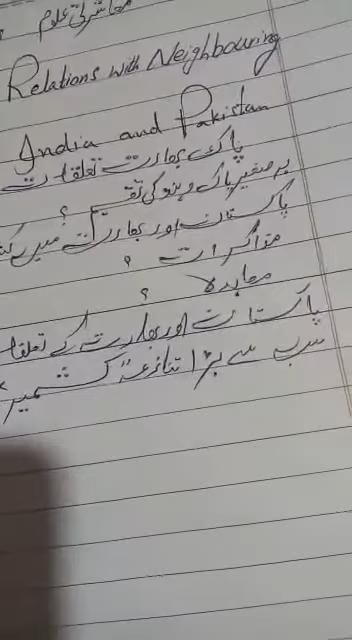 معاشرتی علوم
Relations with Neighbouring
India and Pakistan
پاک بھارت تعلقات
برصغیر پاک و ہند کی تقسیم ؟
پاکستان اور بھارت میں
مذاکرات ؟
معاہدہ ؟
پاکستان اور بھارت کے
سب سے بڑا تنازعہ کشمیر